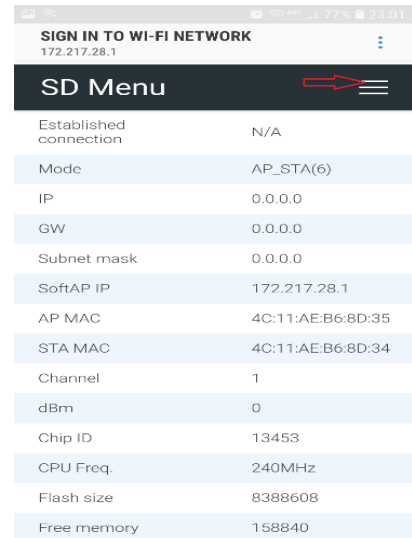 77% 23:01
SIGN IN TO WI-FI NETWORK
172.217.28.1
SD Menu
Established
connection
N/A
Mode AP_STA(6)
IP 0.0.0.0
GW 0.0.0.0
Subnet mask 0.0.0.0
SoftAP IP 172.217.28.1
AP MAC 4C:11:AE:B6:8D:35
STA MAC 4C:11:AE:B6:8D:34
Channel 1
dBm 0
Chip ID 13453
CPU Freq. 240MHz
Flash size 8388608
Free memory 158840